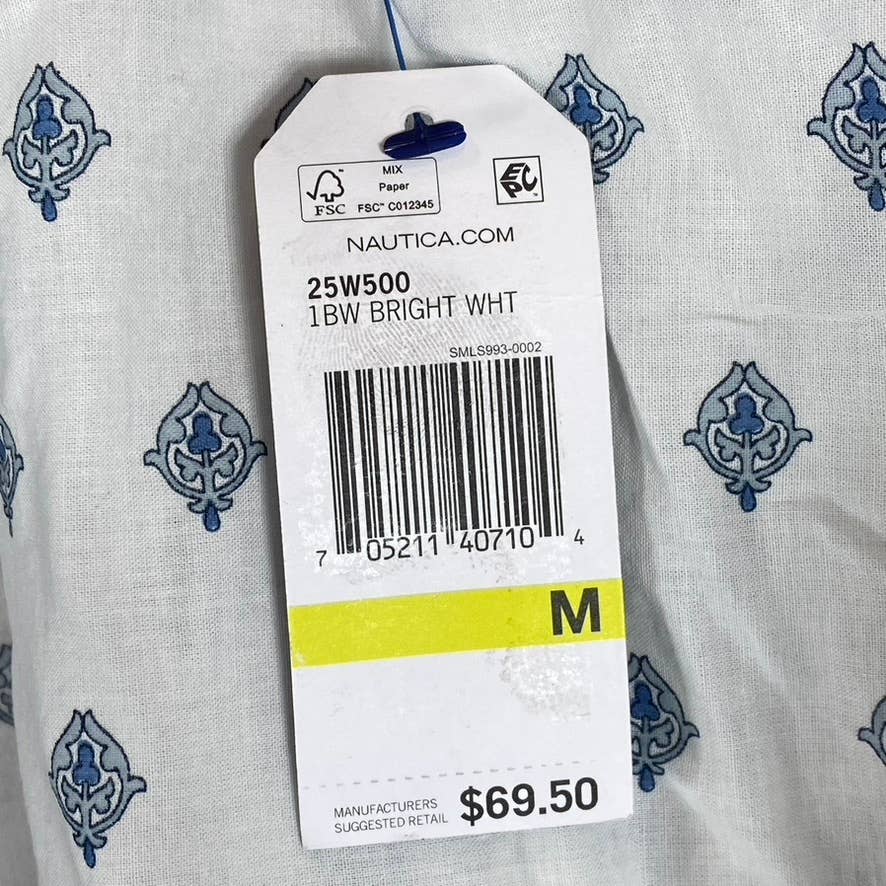 MIX
Paper
FSC™ C012345
FSC
EPC
NAUTICA.COM
25W500
1BW BRIGHT WHT
SMLS993-0002
7 05211 40710 4
M
MANUFACTURERS
SUGGESTED RETAIL $69.50